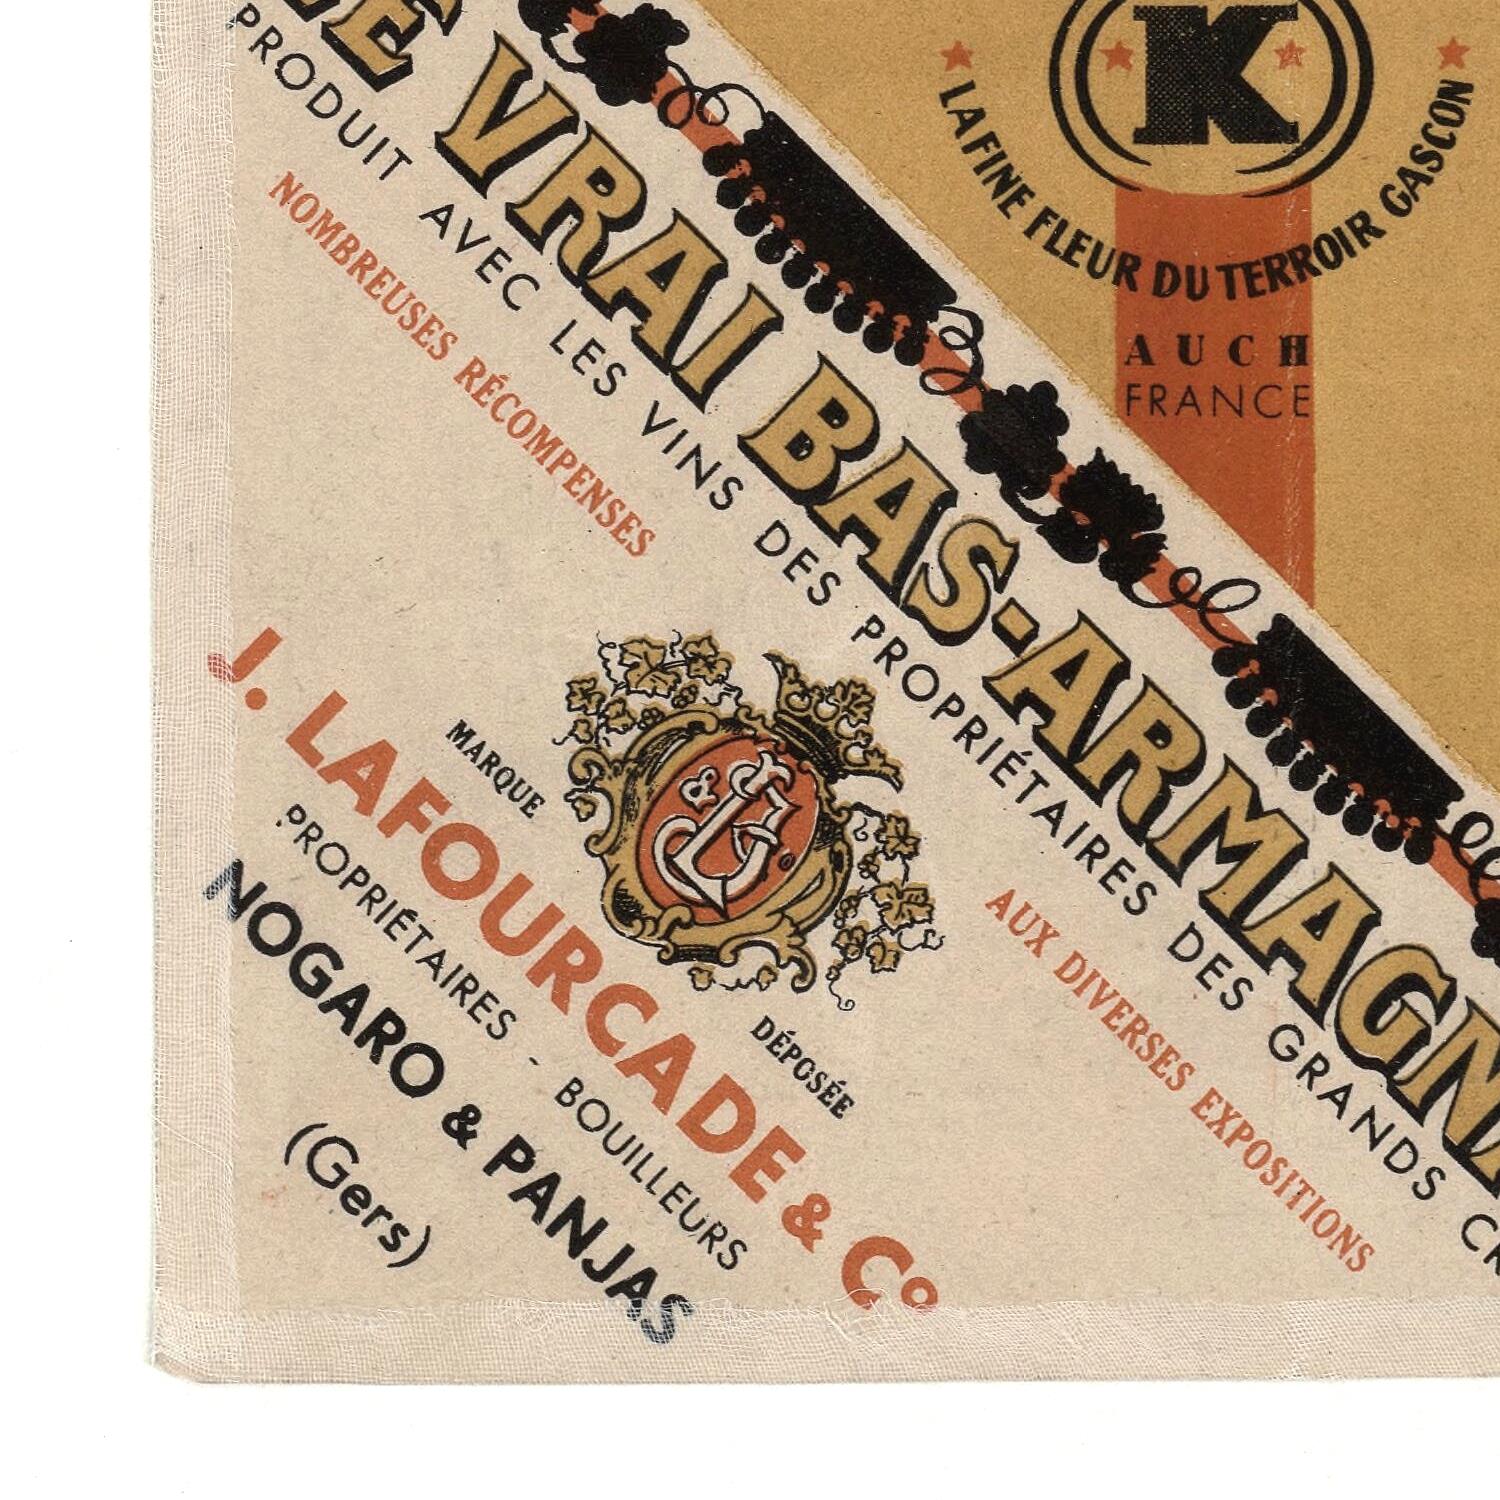 K
LA FINE FLEUR DU TERROIR GASCON
AUCH
FRANCE
LE VRAI BAS-ARMAGN
PRODUIT AVEC LES VINS DES PROPRIÉTAIRES DES GRANDS CR
NOMBREUSES RÉCOMPENSES
AUX DIVERSES EXPOSITIONS
MARQUE
DÉPOSÉE
J. LAFOURCADE & Co
PROPRIÉTAIRES - BOUILLEURS
NOGARO & PANJAS
(Gers)